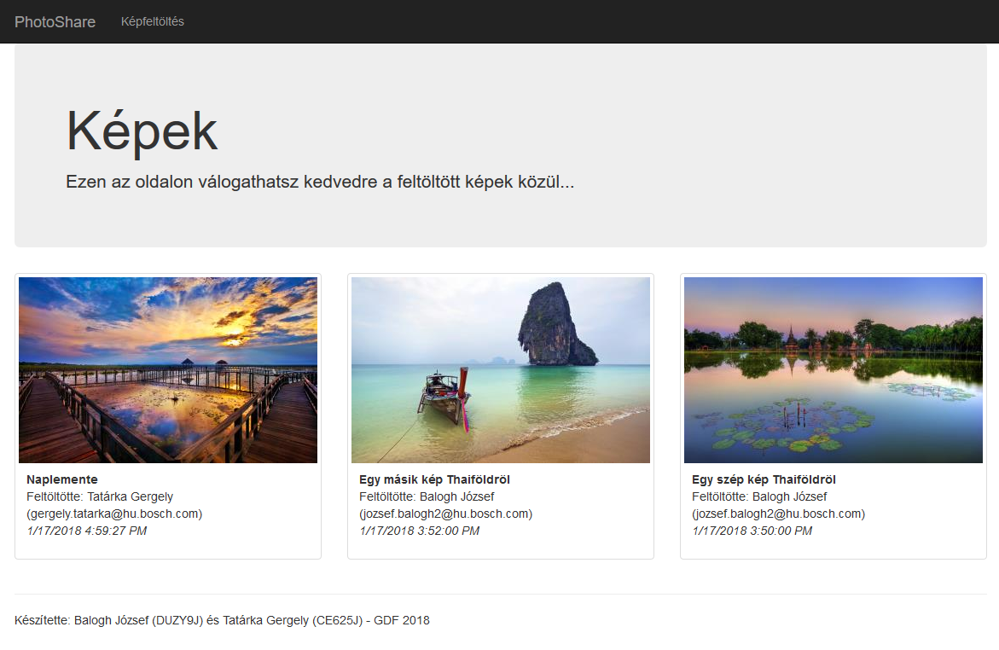 PhotoShare Képfeltöltés
Képek
Ezen az oldalon válogathatsz kedvedre a feltöltött képek közül...
Naplemente
Feltöltötte: Tatárka Gergely
(gergely.tatarka@hu.bosch.com)
1/17/2018 4:59:27 PM
Egy másik kép Thaiföldről
Feltöltötte: Balogh József
(jozsef.balogh2@hu.bosch.com)
1/17/2018 3:52:00 PM
Egy szép kép Thaiföldről
Feltöltötte: Balogh József
(jozsef.balogh2@hu.bosch.com)
1/17/2018 3:50:00 PM
Készítette: Balogh József (DUZY9J) és Tatárka Gergely (CE625J) - GDF 2018